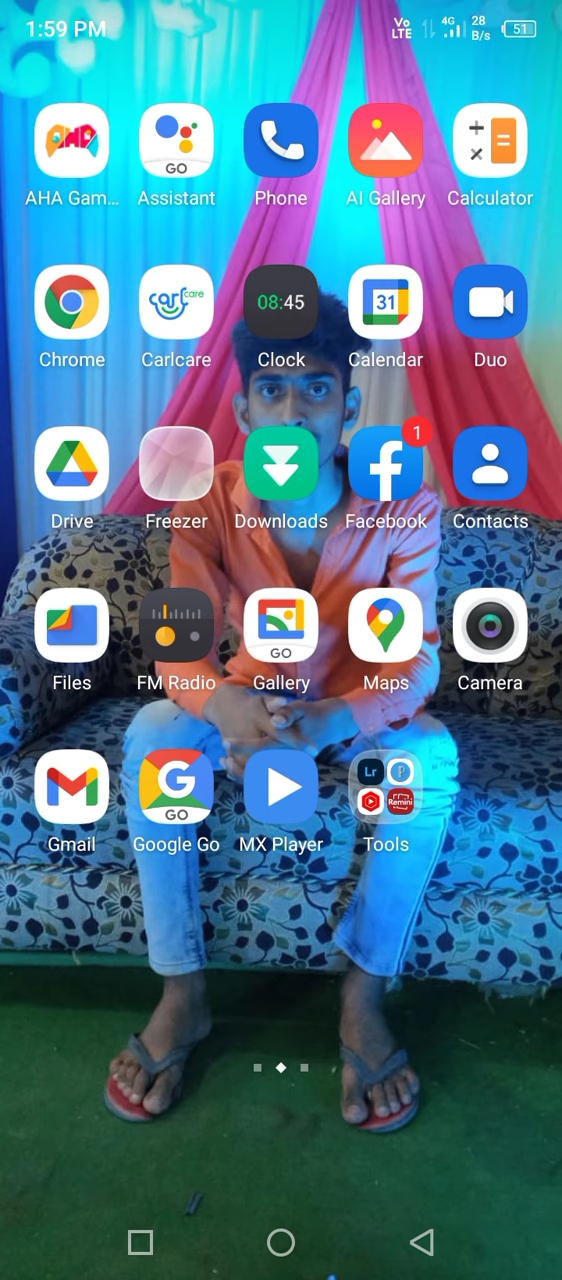 1:59 PM
Vo LTE 4G 28 B/s 51
AHA
GO
AHA Gam... Assistant Phone AI Gallery Calculator
carlcare 08:45 31
Chrome Carlcare Clock Calendar Duo
1
Drive Freezer Downloads Facebook Contacts
GO
Files FM Radio Gallery Maps Camera
G GO Lr P Remini
Gmail Google Go MX Player Tools